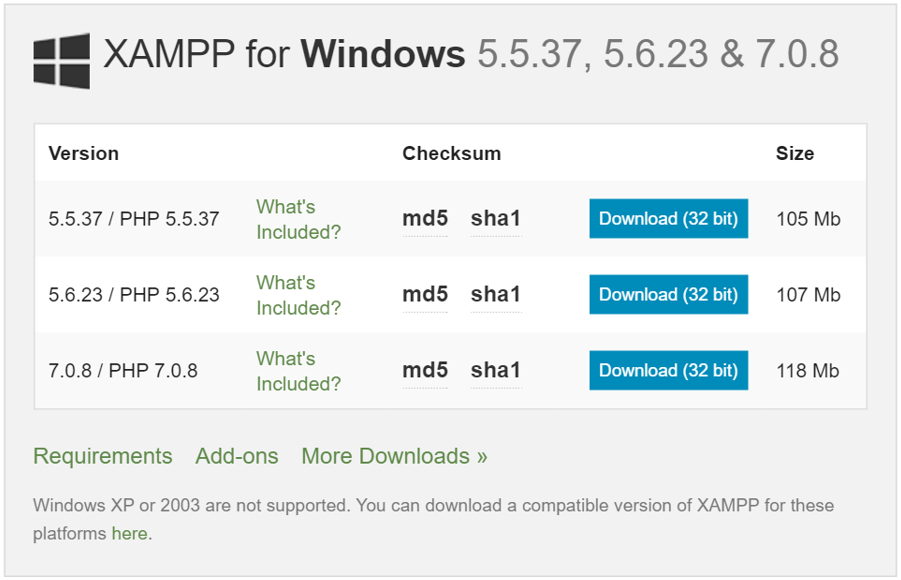 XAMPP for Windows 5.5.37, 5.6.23 & 7.0.8
Version Checksum Size
5.5.37 / PHP 5.5.37 What's Included? md5 sha1 Download (32 bit) 105 Mb
5.6.23 / PHP 5.6.23 What's Included? md5 sha1 Download (32 bit) 107 Mb
7.0.8 / PHP 7.0.8 What's Included? md5 sha1 Download (32 bit) 118 Mb
Requirements Add-ons More Downloads »
Windows XP or 2003 are not supported. You can download a compatible version of XAMPP for these
platforms here.